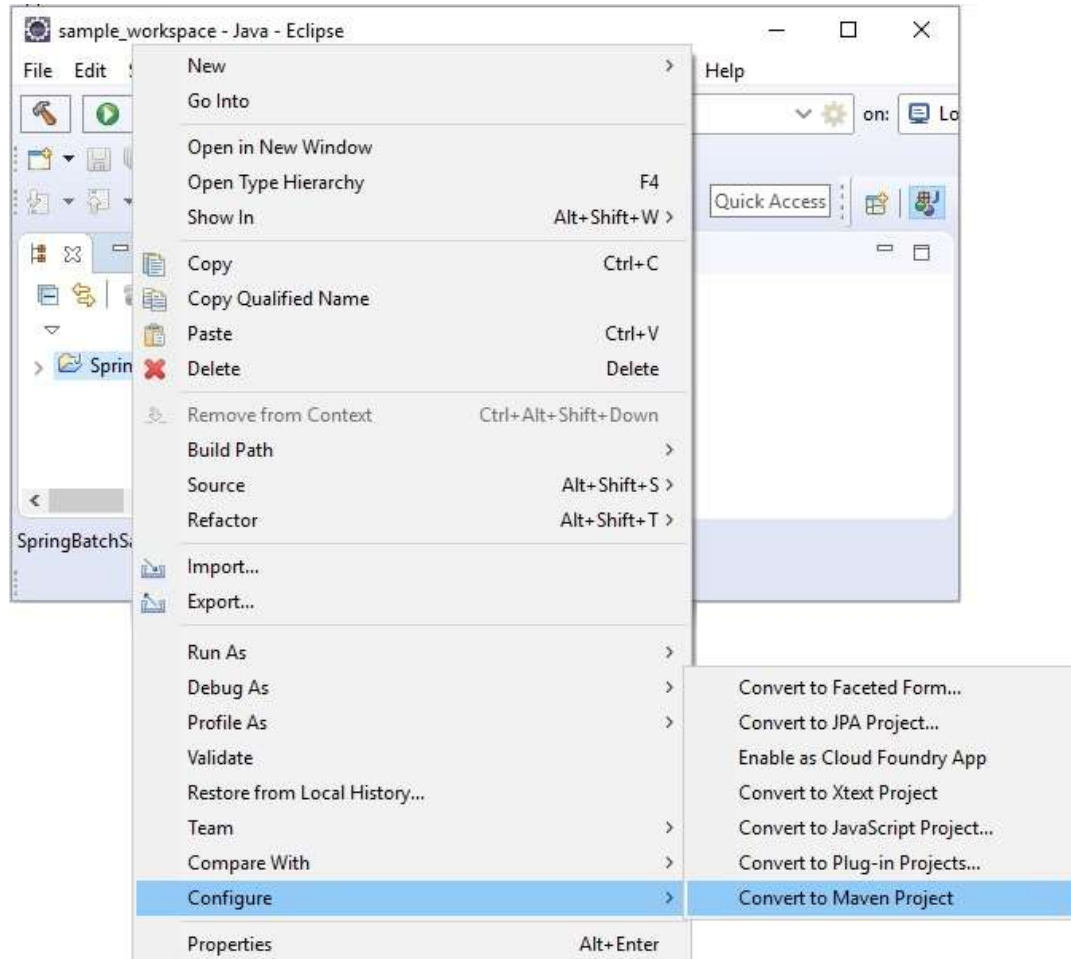 sample_workspace - Java - Eclipse
File Edit Help
on: Lo
Quick Access
Sprin
SpringBatchSa
New
Go Into
Open in New Window
Open Type Hierarchy F4
Show In Alt+Shift+W >
Copy Ctrl+C
Copy Qualified Name
Paste Ctrl+V
Delete Delete
Remove from Context Ctrl+Alt+Shift+Down
Build Path >
Source Alt+Shift+S >
Refactor Alt+Shift+T >
Import...
Export...
Run As >
Debug As >
Profile As >
Validate
Restore from Local History...
Team >
Compare With >
Configure >
Properties Alt+Enter
Convert to Faceted Form...
Convert to JPA Project...
Enable as Cloud Foundry App
Convert to Xtext Project
Convert to JavaScript Project...
Convert to Plug-in Projects...
Convert to Maven Project